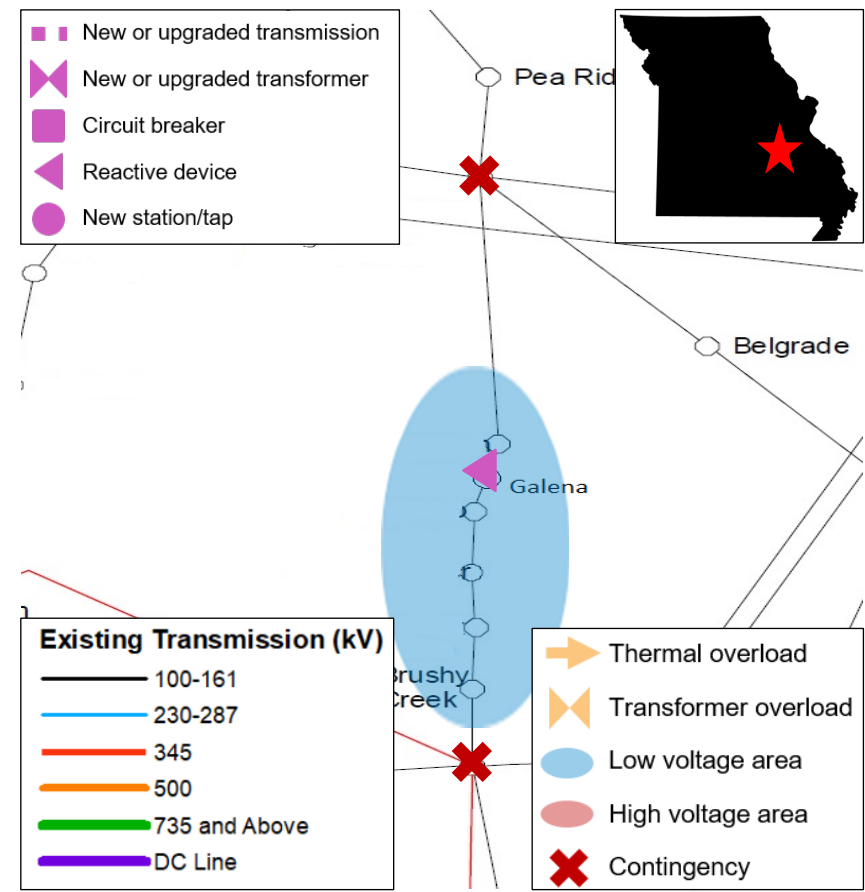 New or upgraded transmission
New or upgraded transformer
Circuit breaker
Reactive device
New station/tap
Pea Rid
Belgrade
Galena
Brushy
Creek
Existing Transmission (kV)
100-161
230-287
345
500
735 and Above
DC Line
Thermal overload
Transformer overload
Low voltage area
High voltage area
Contingency